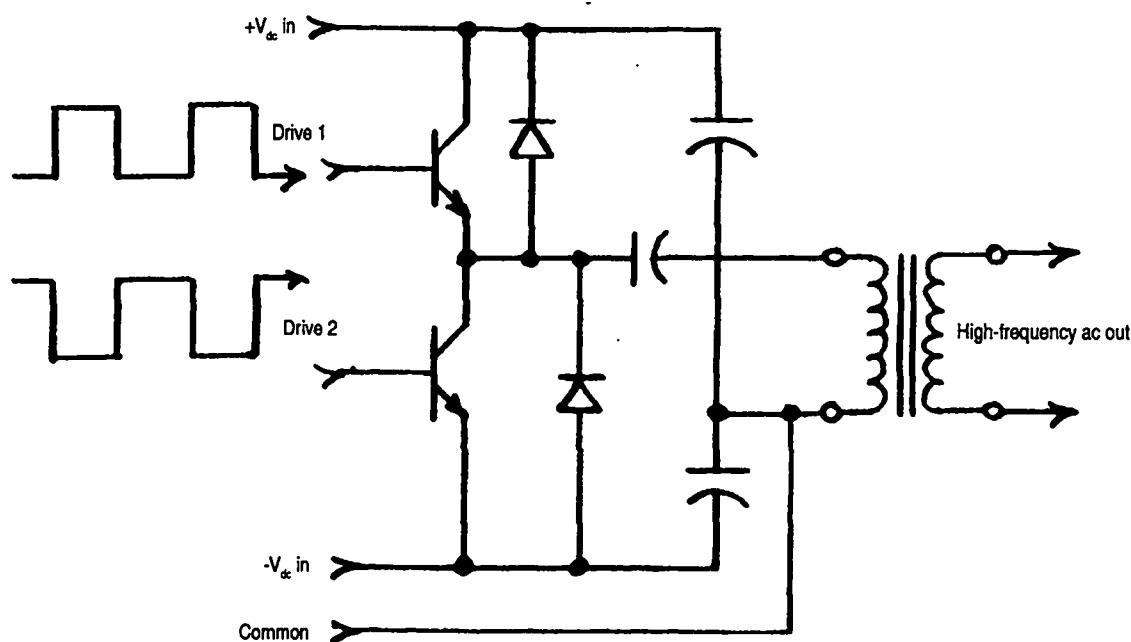 +Vdc in
Drive 1
Drive 2
High-frequency ac out
-Vdc in
Common